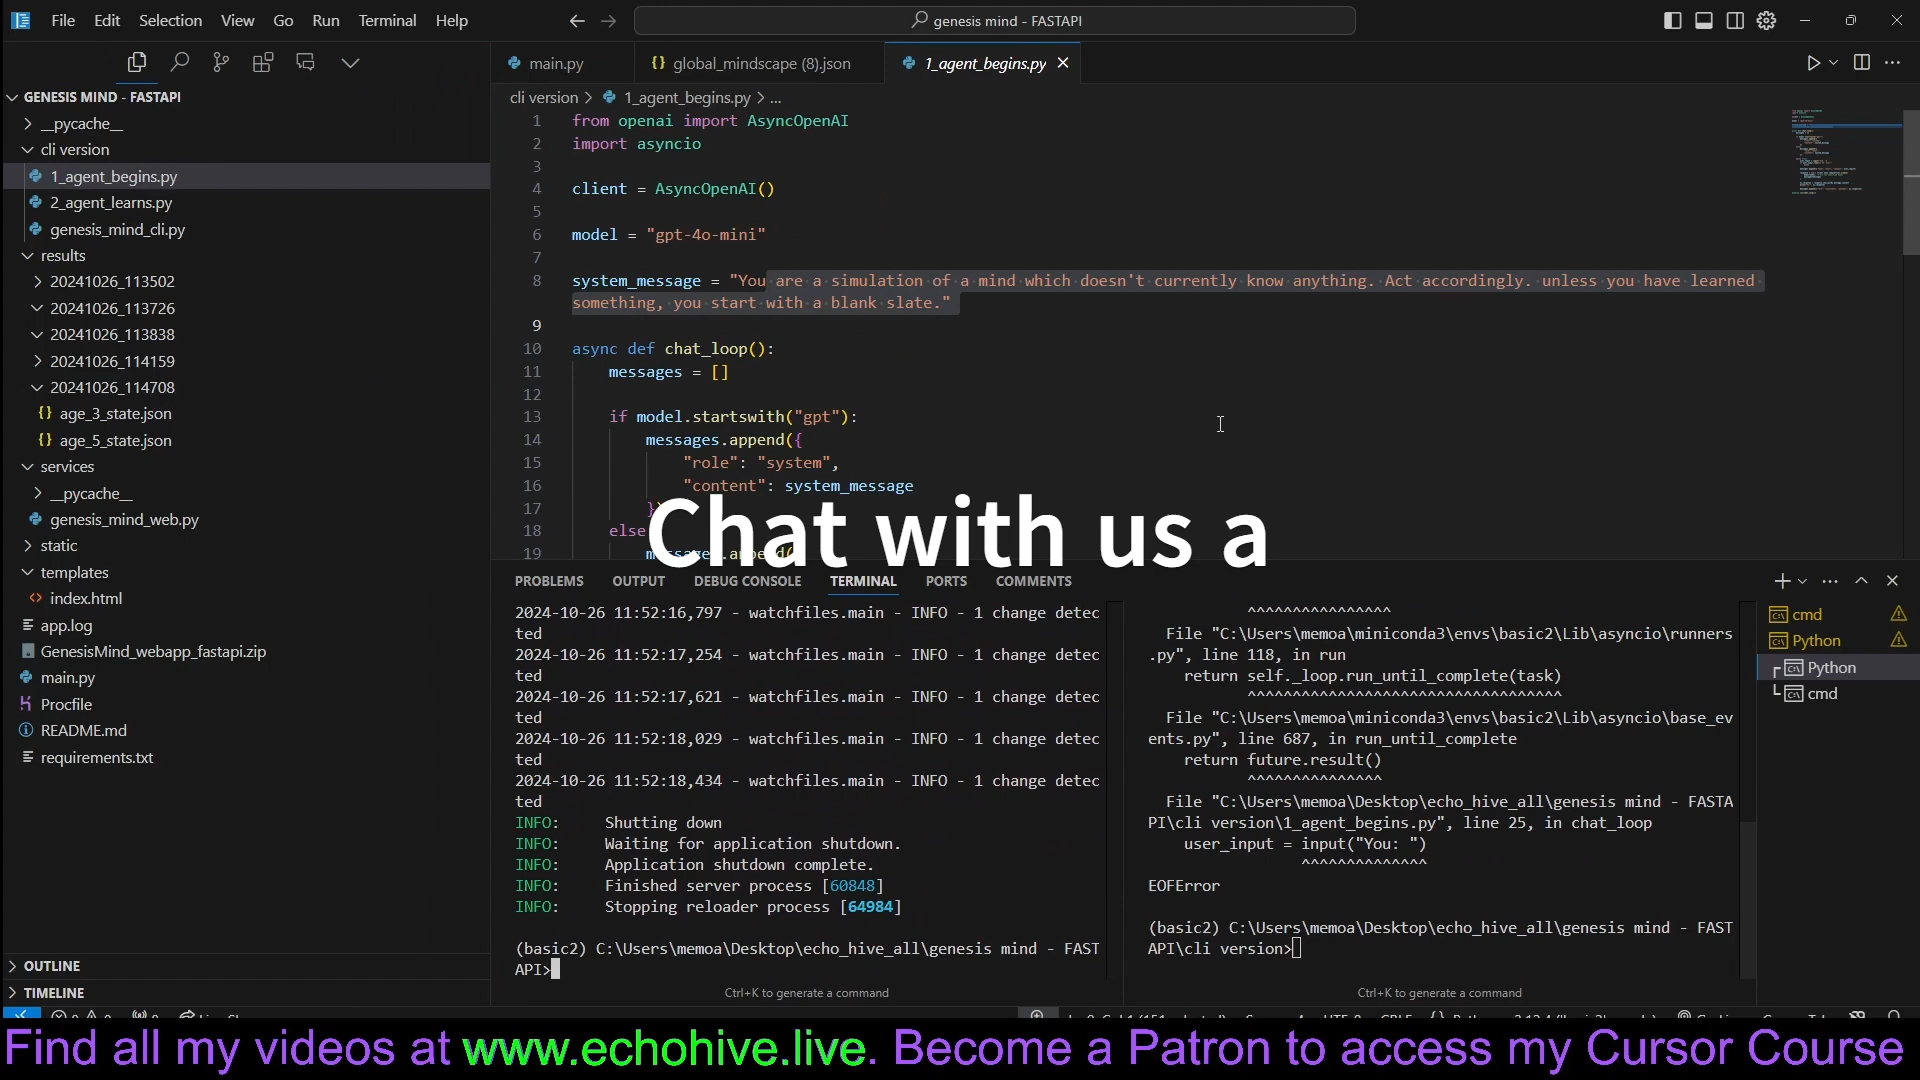 File Edit Selection View Go Run Terminal Help
genesis mind - FASTAPI
GENESIS MIND - FASTAPI
__pycache__
cli version
1_agent_begins.py
2_agent_learns.py
genesis_mind_cli.py
results
20241026_113502
20241026_113726
20241026_113838
20241026_114159
20241026_114708
{} age_3_state.json
{} age_5_state.json
services
__pycache__
genesis_mind_web.py
static
templates
<> index.html
app.log
GenesisMind_webapp_fastapi.zip
main.py
Procfile
README.md
requirements.txt
OUTLINE
TIMELINE
main.py
{} global_mindscape (8).json
1_agent_begins.py
cli version > 1_agent_begins.py > ...
1 from openai import AsyncOpenAI
2 import asyncio
3
4 client = AsyncOpenAI()
5
6 model = "gpt-4o-mini"
7
8 system_message = "You are a simulation of a mind which doesn't currently know anything. Act accordingly. unless you have learned
something, you start with a blank slate."
9
10 async def chat_loop():
11 messages = []
12
13 if model.startswith("gpt"):
14 messages.append({
15 "role": "system",
16 "content": system_message
17 })
18 else
19 messages.append(
Chat with us a
PROBLEMS OUTPUT DEBUG CONSOLE TERMINAL PORTS COMMENTS
2024-10-26 11:52:16,797 - watchfiles.main - INFO - 1 change detec
ted
2024-10-26 11:52:17,254 - watchfiles.main - INFO - 1 change detec
ted
2024-10-26 11:52:17,621 - watchfiles.main - INFO - 1 change detec
ted
2024-10-26 11:52:18,029 - watchfiles.main - INFO - 1 change detec
ted
2024-10-26 11:52:18,434 - watchfiles.main - INFO - 1 change detec
ted
INFO: Shutting down
INFO: Waiting for application shutdown.
INFO: Application shutdown complete.
INFO: Finished server process [60848]
INFO: Stopping reloader process [64984]
(basic2) C:\Users\memoa\Desktop\echo_hive_all\genesis mind - FAST
API>
Ctrl+K to generate a command
^^^^^^^^^^^^^^^^
File "C:\Users\memoa\miniconda3\envs\basic2\Lib\asyncio\runners
.py", line 118, in run
return self._loop.run_until_complete(task)
^^^^^^^^^^^^^^^^^^^^^^^^^^^^^^^^^^^
File "C:\Users\memoa\miniconda3\envs\basic2\Lib\asyncio\base_ev
ents.py", line 687, in run_until_complete
return future.result()
^^^^^^^^^^^^^^^
File "C:\Users\memoa\Desktop\echo_hive_all\genesis mind - FASTA
PI\cli version\1_agent_begins.py", line 25, in chat_loop
user_input = input("You: ")
^^^^^^^^^^^^^^
EOFError
(basic2) C:\Users\memoa\Desktop\echo_hive_all\genesis mind - FAST
API\cli version>
Ctrl+K to generate a command
cmd
Python
Python
cmd
Find all my videos at www.echohive.live. Become a Patron to access my Cursor Course